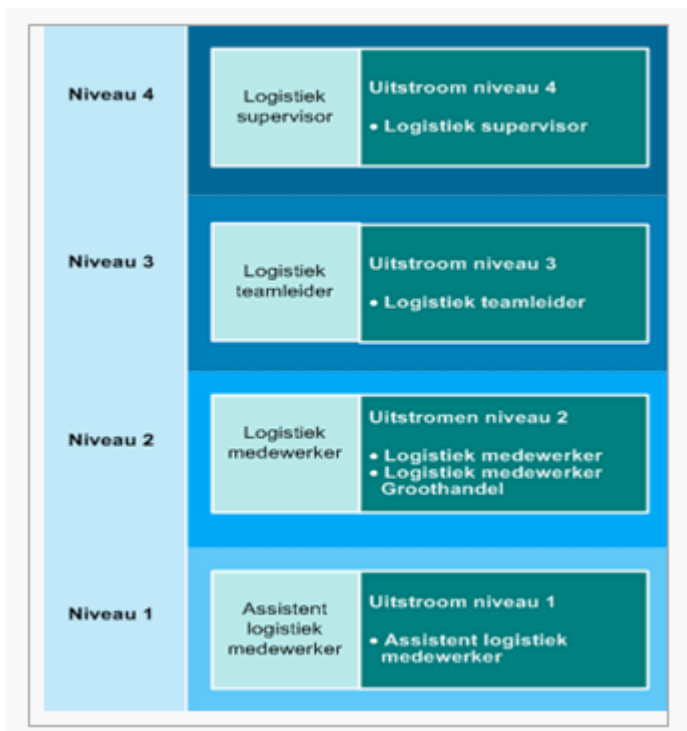 Niveau 4
Logistiek
supervisor
Uitstroom niveau 4
• Logistiek supervisor
Niveau 3
Logistiek
teamleider
Uitstroom niveau 3
• Logistiek teamleider
Niveau 2
Logistiek
medewerker
Uitstromen niveau 2
• Logistiek medewerker
• Logistiek medewerker
Groothandel
Niveau 1
Assistent
logistiek
medewerker
Uitstroom niveau 1
• Assistent logistiek
medewerker